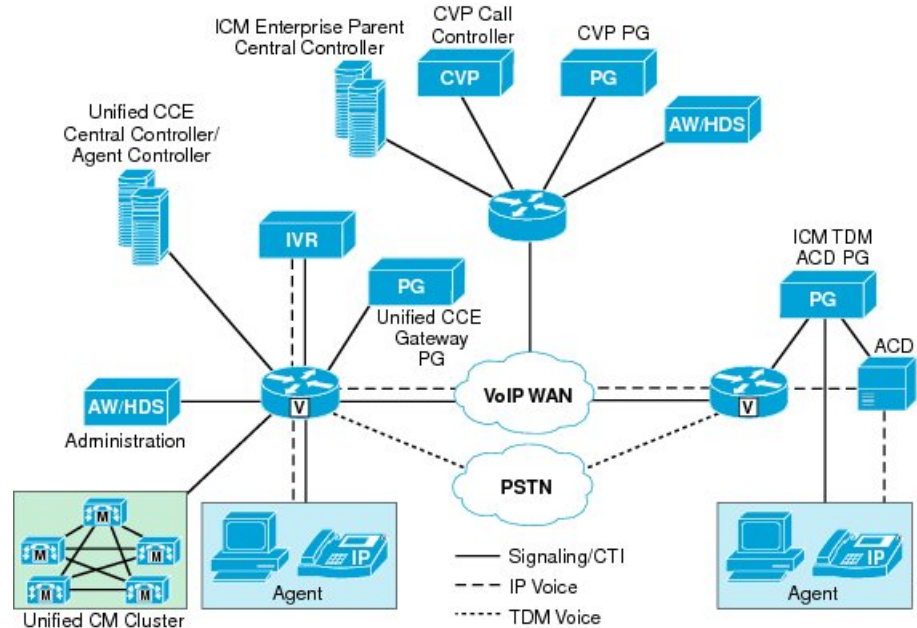 ICM Enterprise Parent
Central Controller
CVP Call
Controller
CVP PG
CVP
PG
AW/HDS
Unified CCE
Central Controller/
Agent Controller
IVR
PG
Unified CCE
Gateway
PG
ICM TDM
ACD PG
PG
ACD
AW/HDS
Administration
V
VoIP WAN
V
PSTN
M
M
M
M
M
Unified CM Cluster
IP
Agent
Signaling/CTI
IP Voice
TDM Voice
IP
Agent